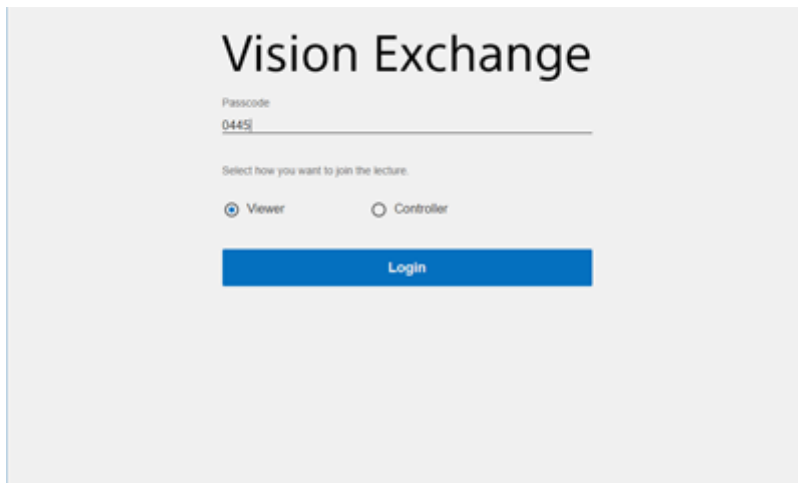 Vision Exchange
Passcode
0445
Select how you want to join the lecture.
Viewer Controller
Login